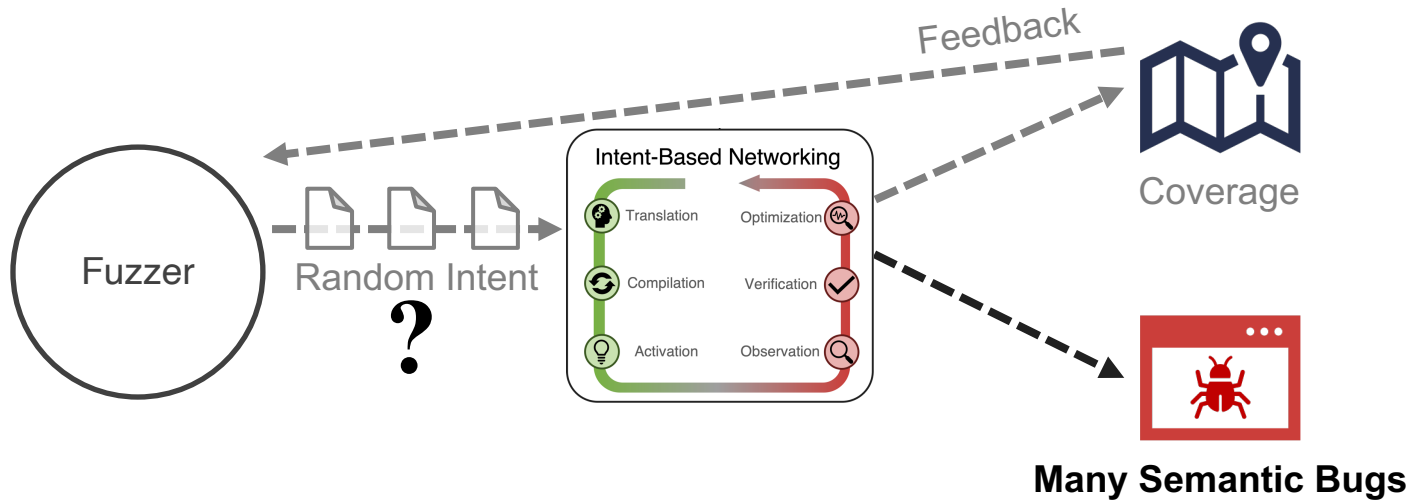 Feedback
Coverage
Fuzzer
Random Intent
?
Intent-Based Networking
Translation
Optimization
Compilation
Verification
Activation
Observation
Many Semantic Bugs